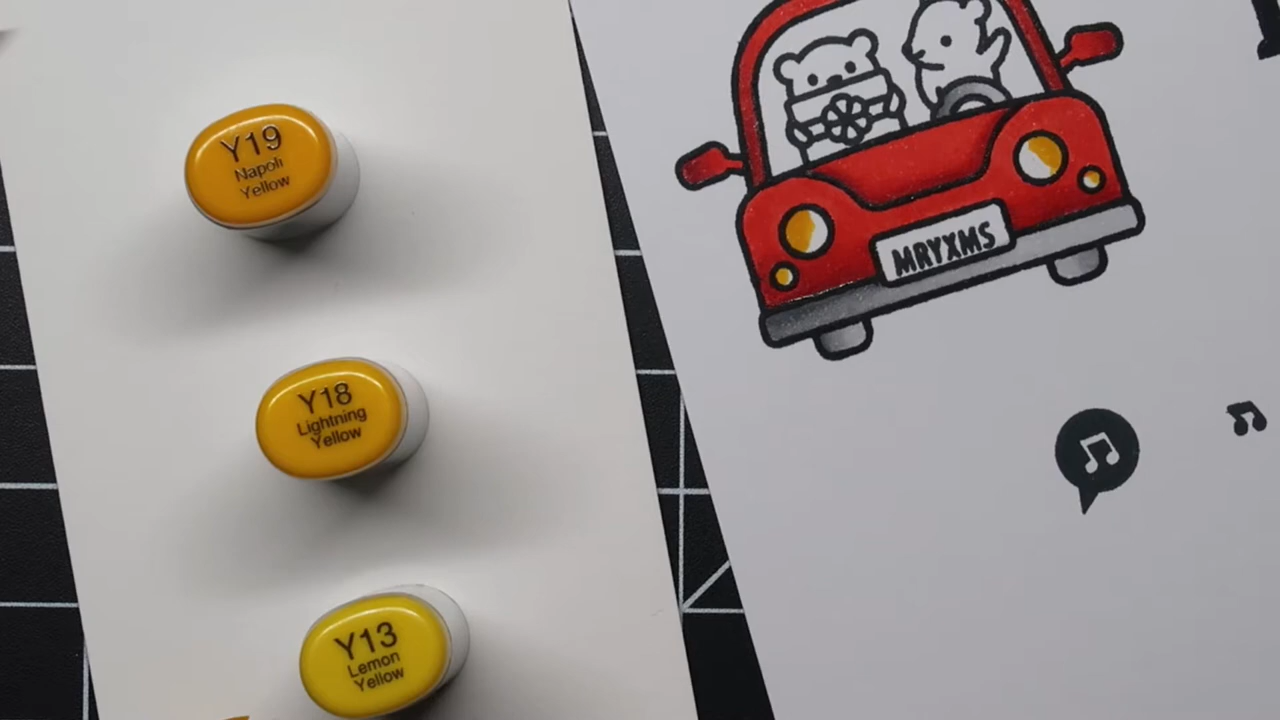 Y19
Napoli
Yellow
Y18
Lightning
Yellow
Y13
Lemon
Yellow
MRYXMS